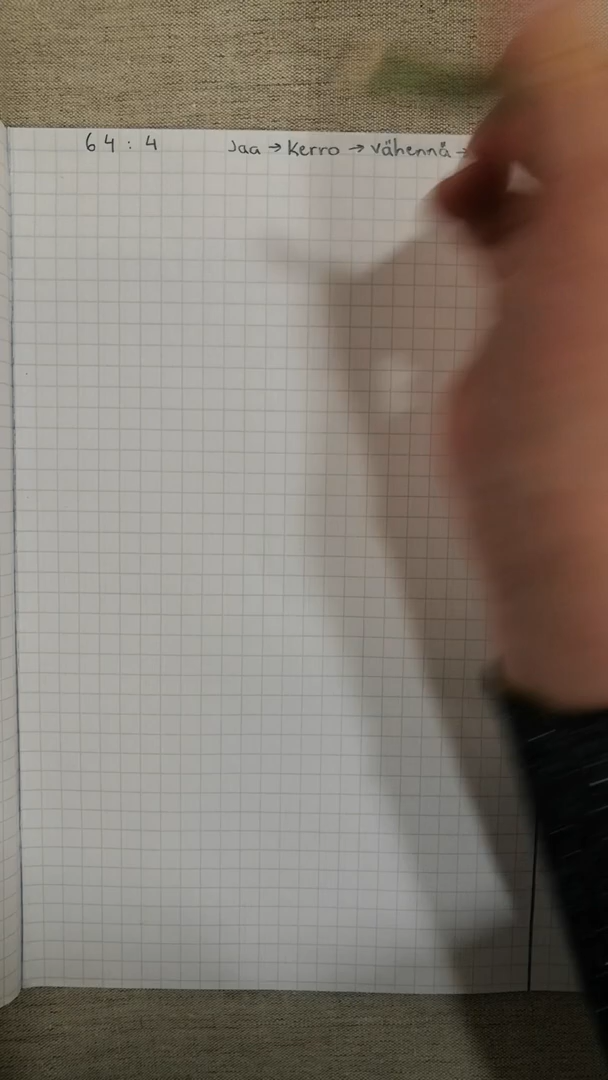 64 : 4 Jaa → Kerro → vähennä →